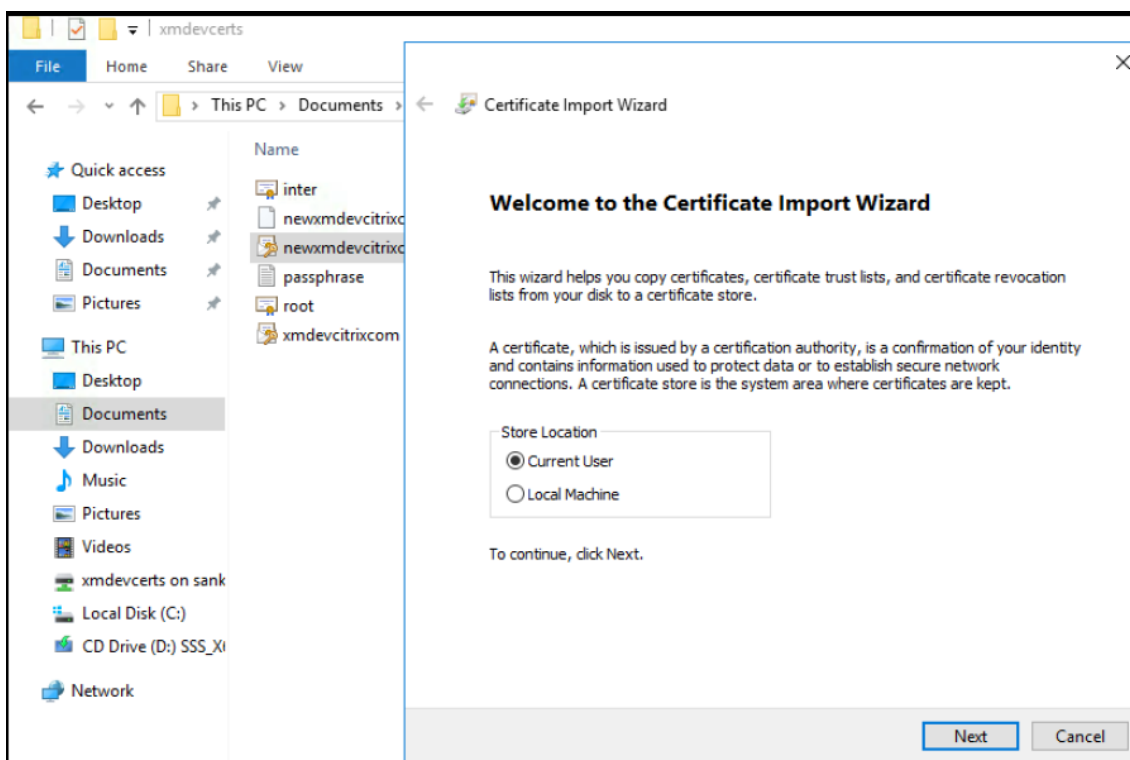 xmdevcerts
File Home Share View
This PC > Documents >
Name
Quick access
Desktop
Downloads
Documents
Pictures
This PC
Desktop
Documents
Downloads
Music
Pictures
Videos
xmdevcerts on sank
Local Disk (C:)
CD Drive (D:) SSS_X
Network
inter
newxmdevcitrixc
newxmdevcitrixc
passphrase
root
xmdevcitrixcom
Certificate Import Wizard
Welcome to the Certificate Import Wizard
This wizard helps you copy certificates, certificate trust lists, and certificate revocation
lists from your disk to a certificate store.
A certificate, which is issued by a certification authority, is a confirmation of your identity
and contains information used to protect data or to establish secure network
connections. A certificate store is the system area where certificates are kept.
Store Location
Current User
Local Machine
To continue, click Next.
Next Cancel